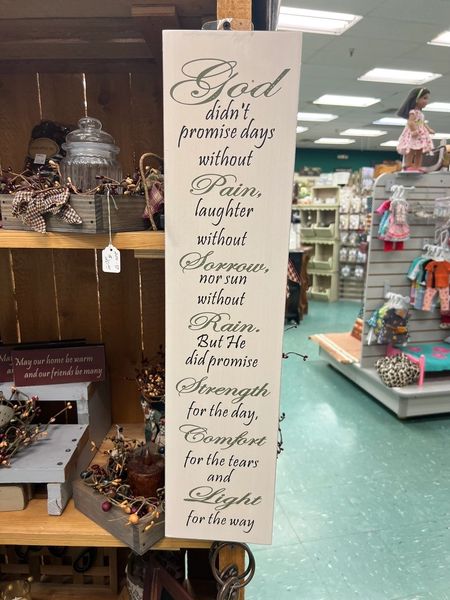 God
didn't
promise days
without
Pain,
laughter
without
Sorrow,
nor sun
without
Rain.
But He
did promise
Strength
for the day,
Comfort
for the tears
and
Light
for the way
May our home be warm
and our friends be many